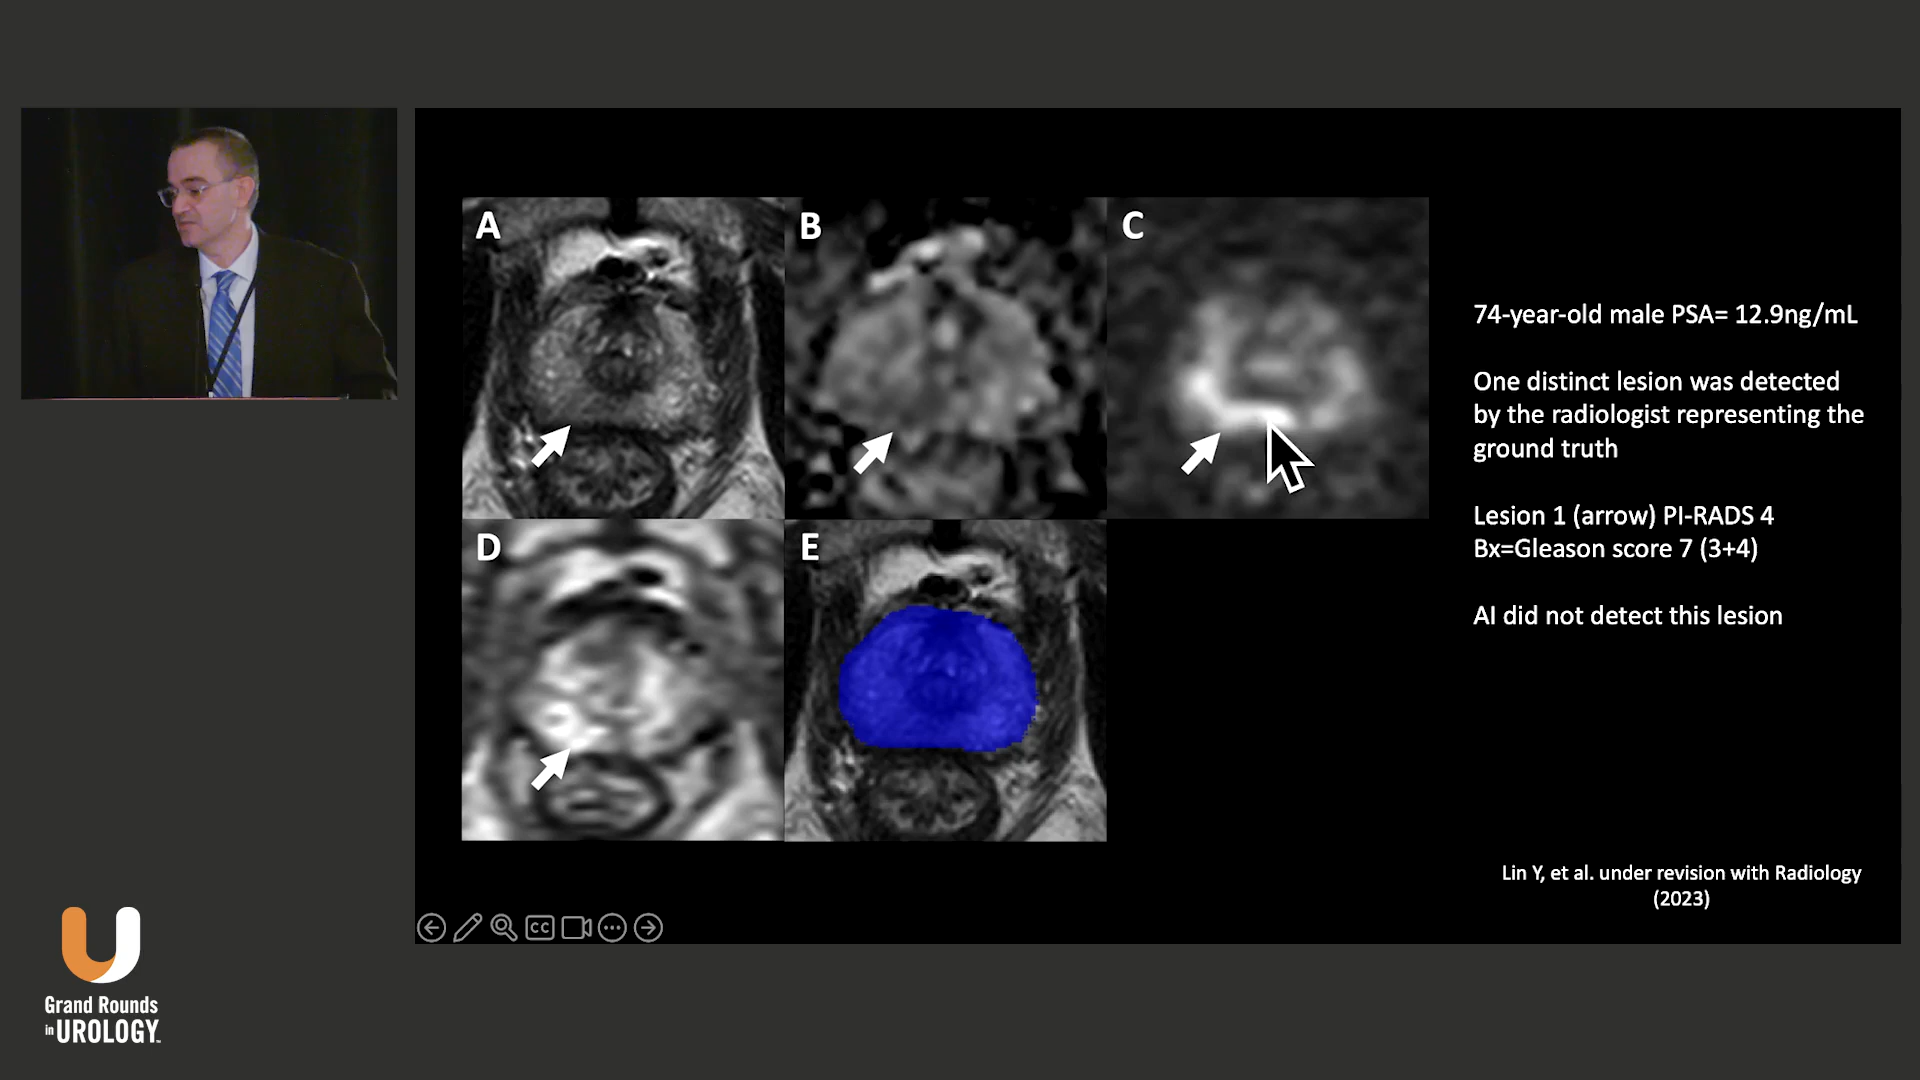 A
B
C
D
E
74-year-old male PSA= 12.9ng/mL
One distinct lesion was detected
by the radiologist representing the
ground truth
Lesion 1 (arrow) PI-RADS 4
Bx=Gleason score 7 (3+4)
AI did not detect this lesion
Lin Y, et al. under revision with Radiology
(2023)
CC
U
Grand Rounds
in UROLOGY™